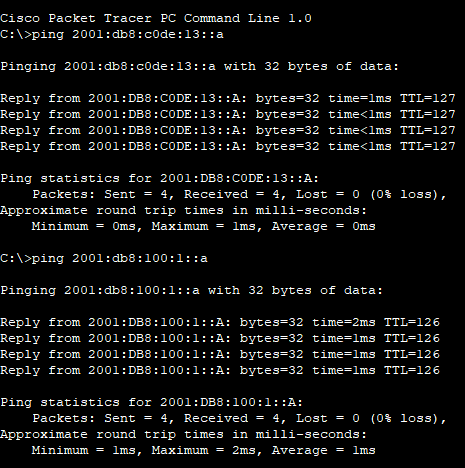 Cisco Packet Tracer PC Command Line 1.0
C:\>ping 2001:db8:c0de:13::a
Pinging 2001:db8:c0de:13::a with 32 bytes of data:
Reply from 2001:DB8:C0DE:13::A: bytes=32 time=1ms TTL=127
Reply from 2001:DB8:C0DE:13::A: bytes=32 time<1ms TTL=127
Reply from 2001:DB8:C0DE:13::A: bytes=32 time<1ms TTL=127
Reply from 2001:DB8:C0DE:13::A: bytes=32 time<1ms TTL=127
Ping statistics for 2001:DB8:C0DE:13::A:
Packets: Sent = 4, Received = 4, Lost = 0 (0% loss),
Approximate round trip times in milli-seconds:
Minimum = 0ms, Maximum = 1ms, Average = 0ms
C:\>ping 2001:db8:100:1::a
Pinging 2001:db8:100:1::a with 32 bytes of data:
Reply from 2001:DB8:100:1::A: bytes=32 time=2ms TTL=126
Reply from 2001:DB8:100:1::A: bytes=32 time=1ms TTL=126
Reply from 2001:DB8:100:1::A: bytes=32 time=1ms TTL=126
Reply from 2001:DB8:100:1::A: bytes=32 time=1ms TTL=126
Ping statistics for 2001:DB8:100:1::A:
Packets: Sent = 4, Received = 4, Lost = 0 (0% loss),
Approximate round trip times in milli-seconds:
Minimum = 1ms, Maximum = 2ms, Average = 1ms